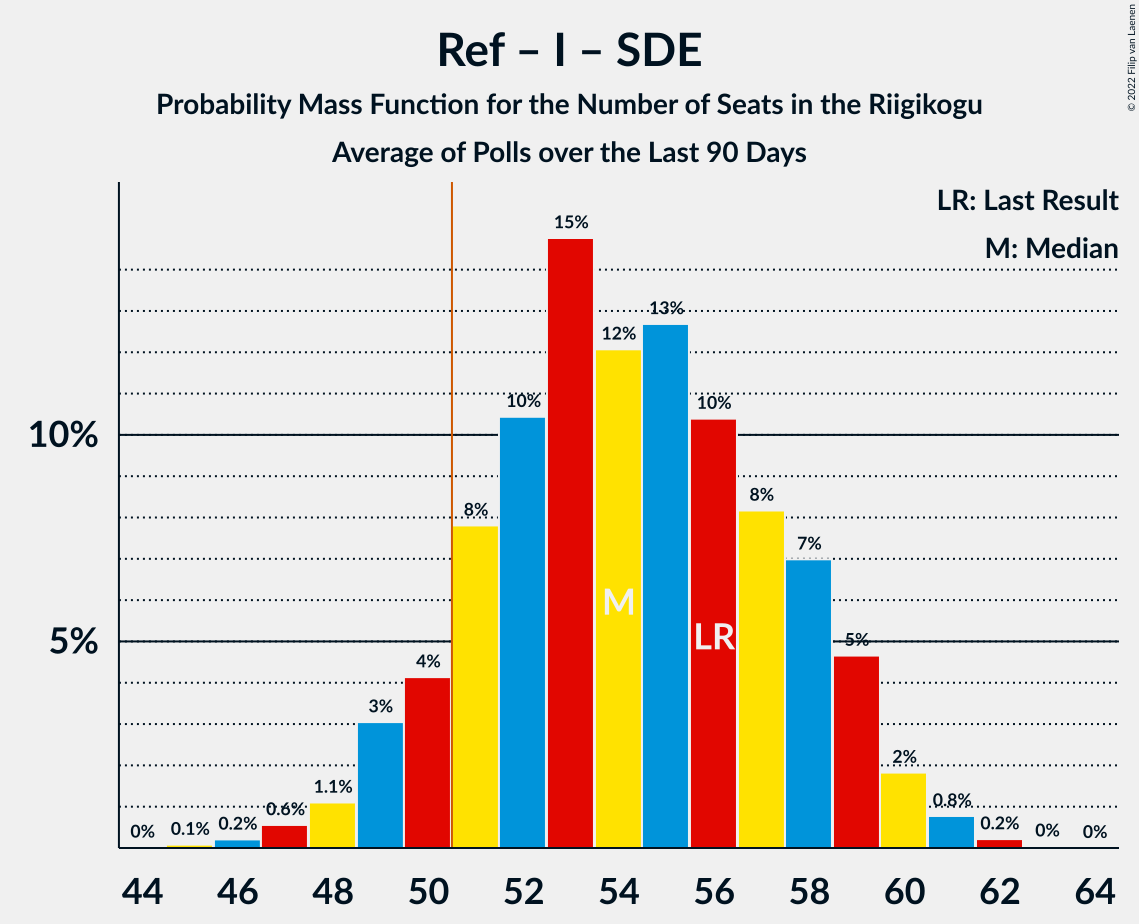 Ref – I – SDE
Probability Mass Function for the Number of Seats in the Riigikogu
Average of Polls over the Last 90 Days
© 2022 Filip van Laenen
LR: Last Result
M: Median
15%
13%
12%
10%
10%
10%
8%
8%
7%
M
LR
5%
5%
4%
3%
2%
1.1%
0.8%
0.6%
0%
0.1%
0.2%
0.2%
0%
0%
44 46 48 50 52 54 56 58 60 62 64